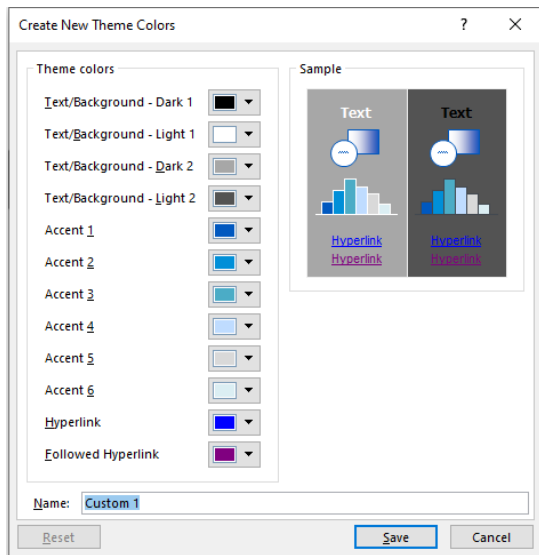 Create New Theme Colors
?
Theme colors
Text/Background - Dark 1
Text/Background - Light 1
Text/Background - Dark 2
Text/Background - Light 2
Accent 1
Accent 2
Accent 3
Accent 4
Accent 5
Accent 6
Hyperlink
Followed Hyperlink
Sample
Text Text
Hyperlink Hyperlink
Hyperlink Hyperlink
Name: Custom 1
Reset Save Cancel